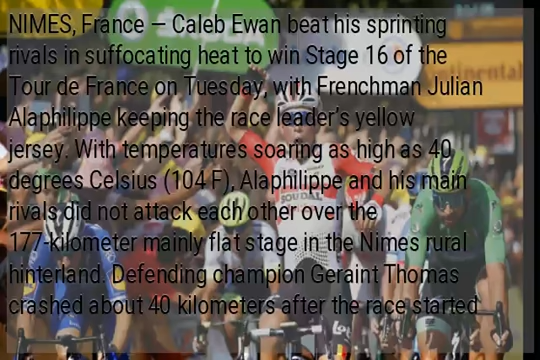 NIMES, France — Caleb Ewan beat his sprinting
rivals in suffocating heat to win Stage 16 of the
Tour de France on Tuesday, with Frenchman Julian
Alaphilippe keeping the race leader's yellow
jersey. With temperatures soaring as high as 40
degrees Celsius (104 F), Alaphilippe and his main
rivals did not attack each other over the
177-kilometer mainly flat stage in the Nimes rural
hinterland. Defending champion Geraint Thomas
crashed about 40 kilometers after the race started
ontinental
SOUDAL